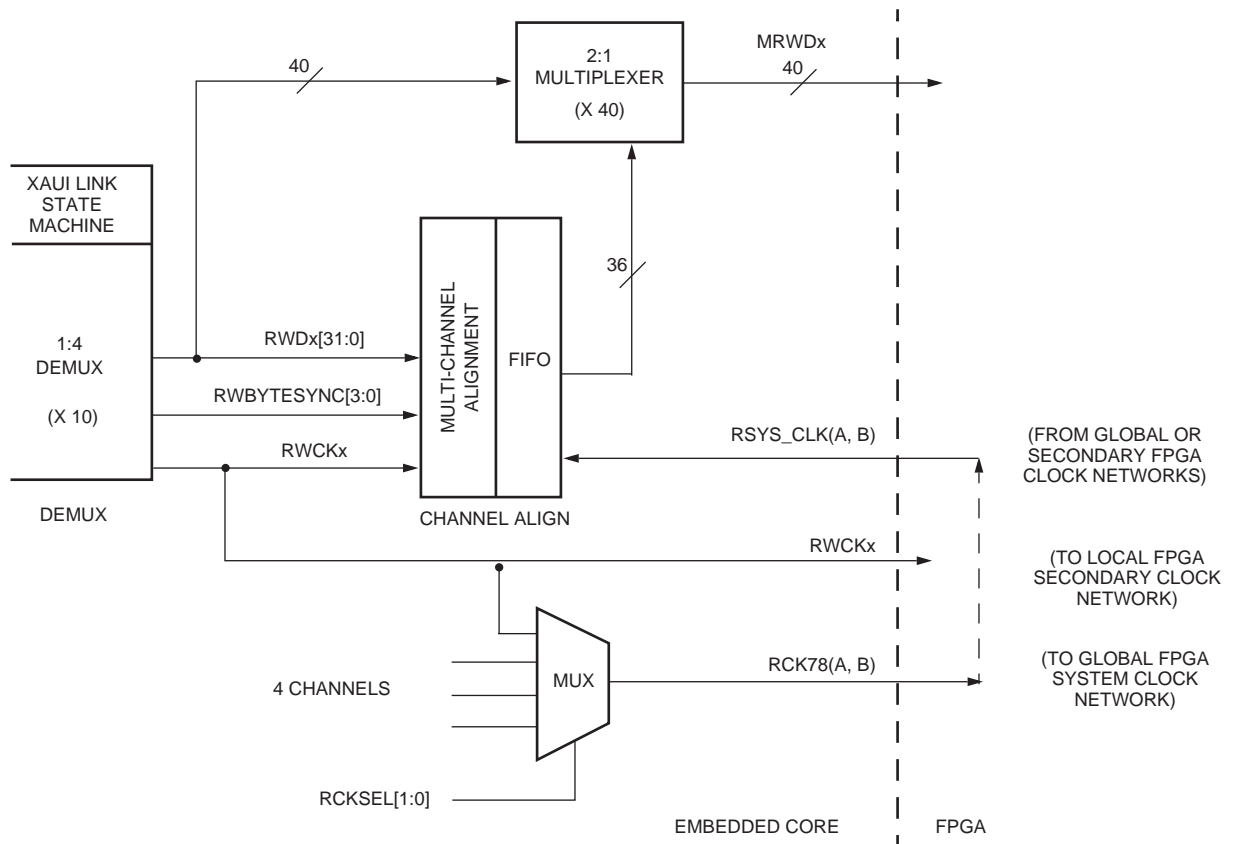 MRWDx
40
2:1
MULTIPLEXER
(X 40)
40
XAUI LINK
STATE
MACHINE
36
MULTI-CHANNEL
ALIGNMENT
FIFO
1:4
DEMUX
(X 10)
RWDx[31:0]
RWBYTESYNC[3:0]
RWCKx
RSYS_CLK(A, B)
(FROM GLOBAL OR
SECONDARY FPGA
CLOCK NETWORKS)
DEMUX
CHANNEL ALIGN
RWCKx
(TO LOCAL FPGA
SECONDARY CLOCK
NETWORK)
4 CHANNELS
MUX
RCK78(A, B)
(TO GLOBAL FPGA
SYSTEM CLOCK
NETWORK)
RCKSEL[1:0]
EMBEDDED CORE
FPGA